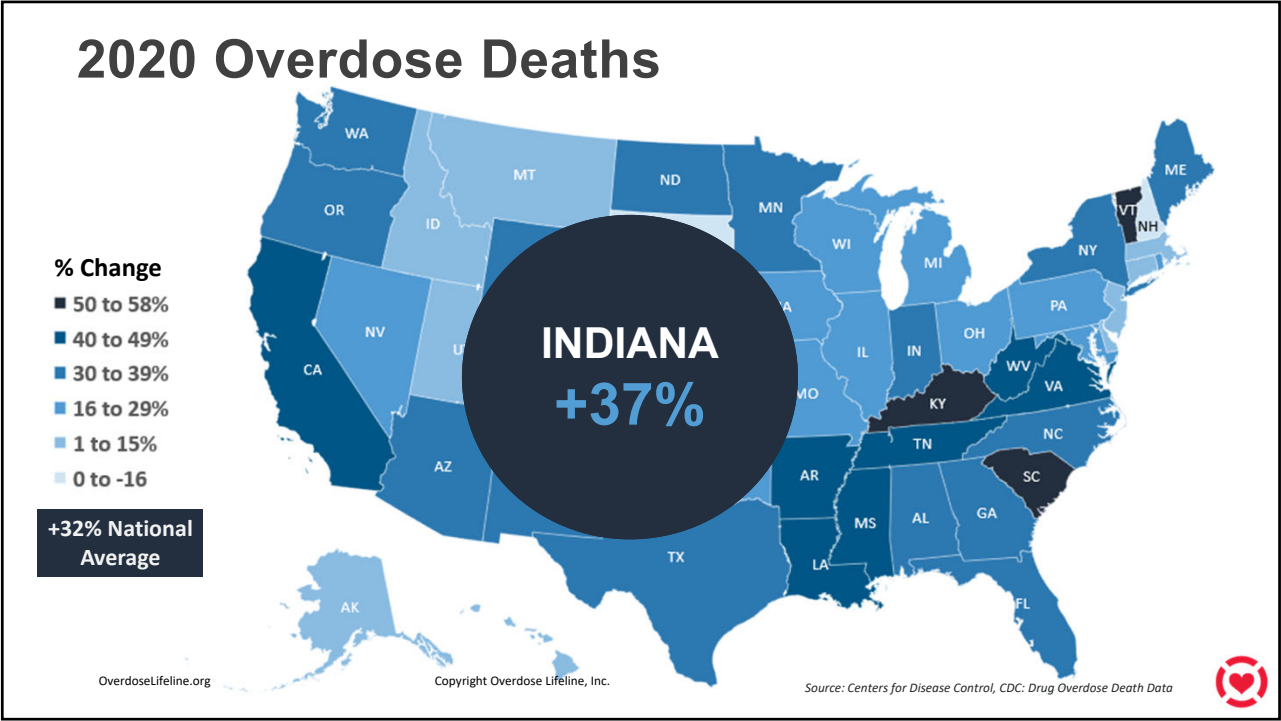 2020 Overdose Deaths
WA
MT
ND
ME
OR
ID
MN
VT
NH
WI
NY
MI
% Change
50 to 58%
40 to 49%
30 to 39%
16 to 29%
1 to 15%
0 to -16
+32% National
Average
NV
CA
AZ
INDIANA
+37%
MO
IL
IN
OH
PA
WV
VA
KY
NC
TN
AR
SC
MS
AL
GA
LA
TX
FL
AK
OverdoseLifeline.org
Copyright Overdose Lifeline, Inc.
Source: Centers for Disease Control, CDC: Drug Overdose Death Data